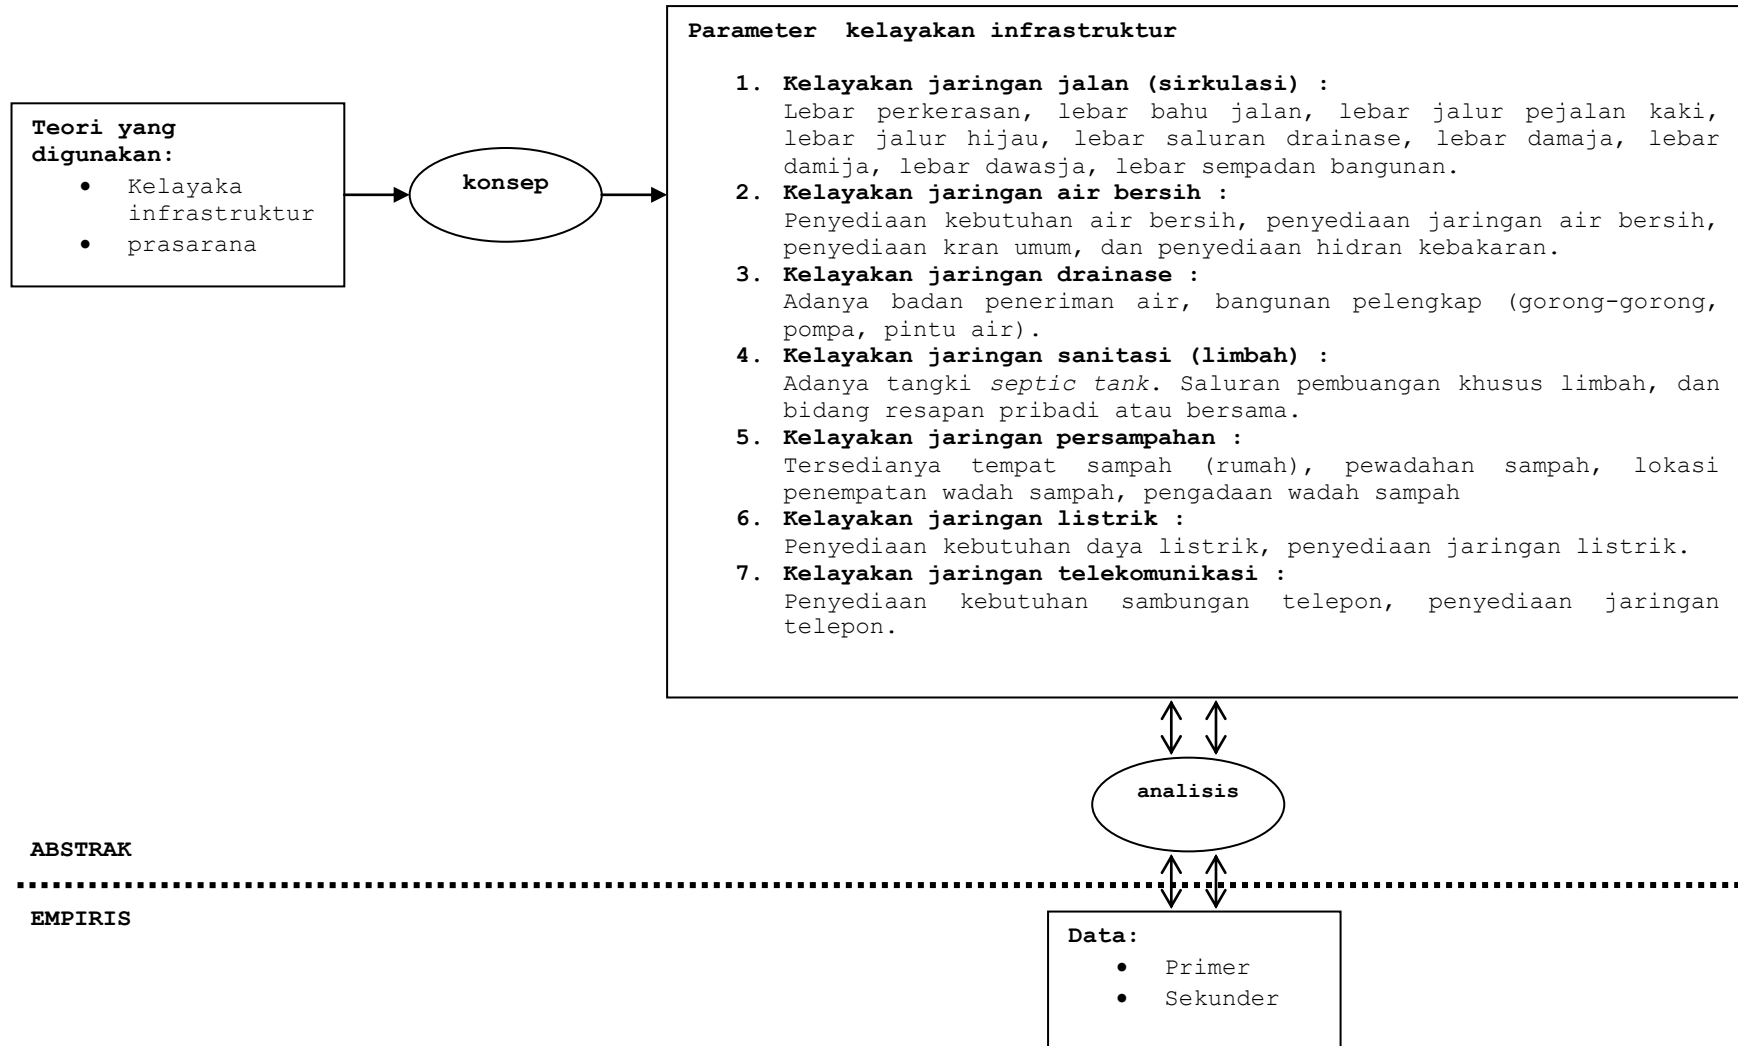 Parameter kelayakan infrastruktur
1. Kelayakan jaringan jalan (sirkulasi) :
Lebar perkerasan, lebar bahu jalan, lebar jalur pejalan kaki,
lebar jalur hijau, lebar saluran drainase, lebar damaja, lebar
damija, lebar dawasja, lebar sempadan bangunan.
2. Kelayakan jaringan air bersih :
Penyediaan kebutuhan air bersih, penyediaan jaringan air bersih,
penyediaan kran umum, dan penyediaan hidran kebakaran.
3. Kelayakan jaringan drainase :
Adanya badan peneriman air, bangunan pelengkap (gorong-gorong,
pompa, pintu air).
4. Kelayakan jaringan sanitasi (limbah) :
Adanya tangki septic tank. Saluran pembuangan khusus limbah, dan
bidang resapan pribadi atau bersama.
5. Kelayakan jaringan persampahan :
Tersedianya tempat sampah (rumah), pewadahan sampah, lokasi
penempatan wadah sampah, pengadaan wadah sampah
6. Kelayakan jaringan listrik :
Penyediaan kebutuhan daya listrik, penyediaan jaringan listrik.
7. Kelayakan jaringan telekomunikasi :
Penyediaan kebutuhan sambungan telepon, penyediaan jaringan
telepon.
Teori yang
digunakan:
• Kelayaka
infrastruktur
• prasarana
konsep
analisis
ABSTRAK
EMPIRIS
Data:
• Primer
• Sekunder